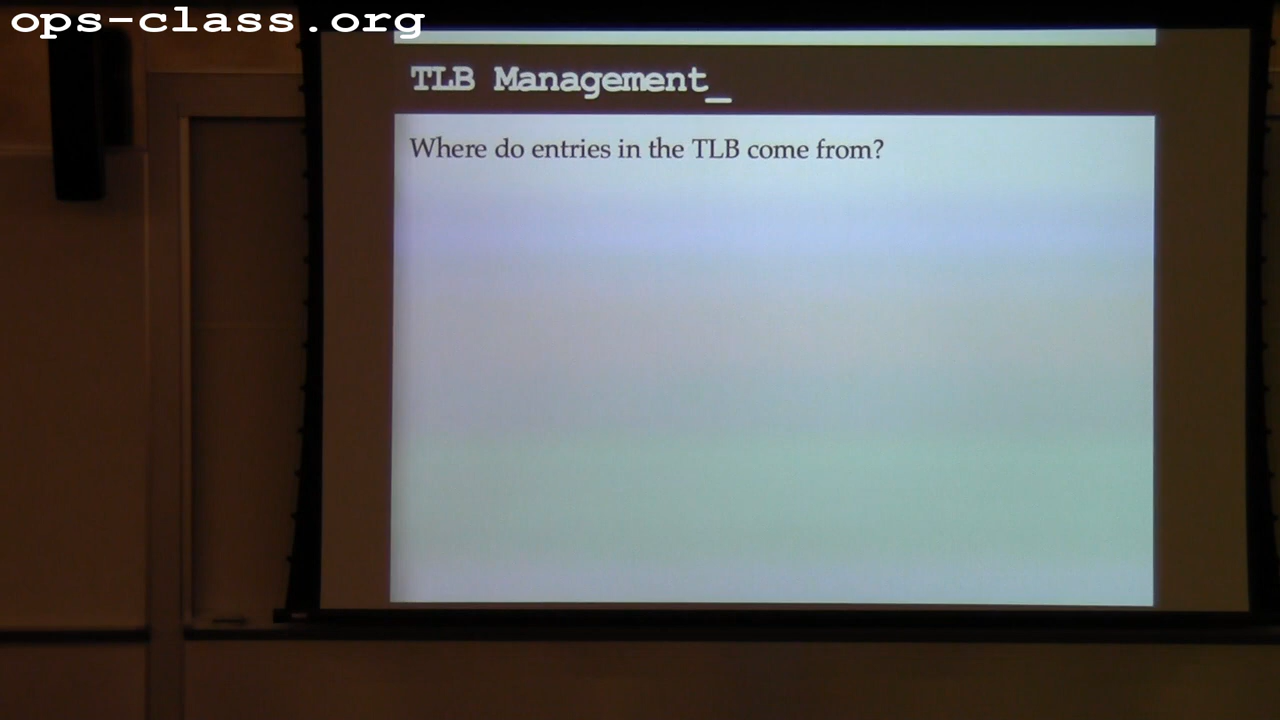 ops-class.org
TLB Management_
Where do entries in the TLB come from?